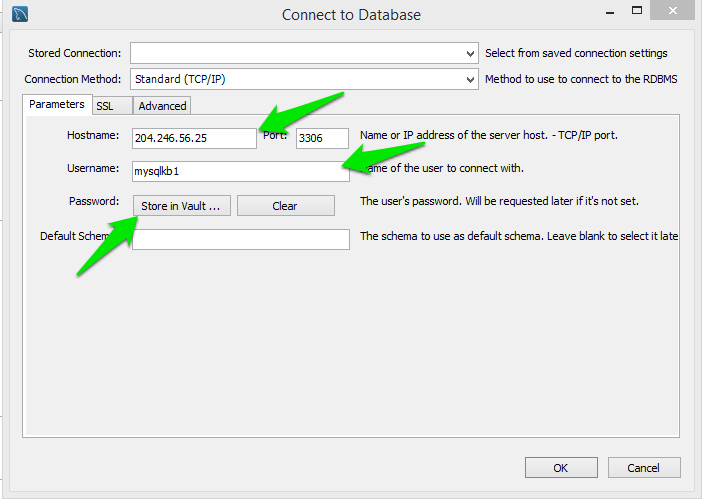 Connect to Database
Stored Connection: Select from saved connection settings
Connection Method: Standard (TCP/IP) Method to use to connect to the RDBMS
Parameters SSL Advanced
Hostname: 204.246.56.25 Port: 3306 Name or IP address of the server host. - TCP/IP port.
Username: mysqlkb1 of the user to connect with.
Password: Store in Vault ... Clear The user's password. Will be requested later if it's not set.
Default The schema to use as default schema. Leave blank to select it late
OK Cancel